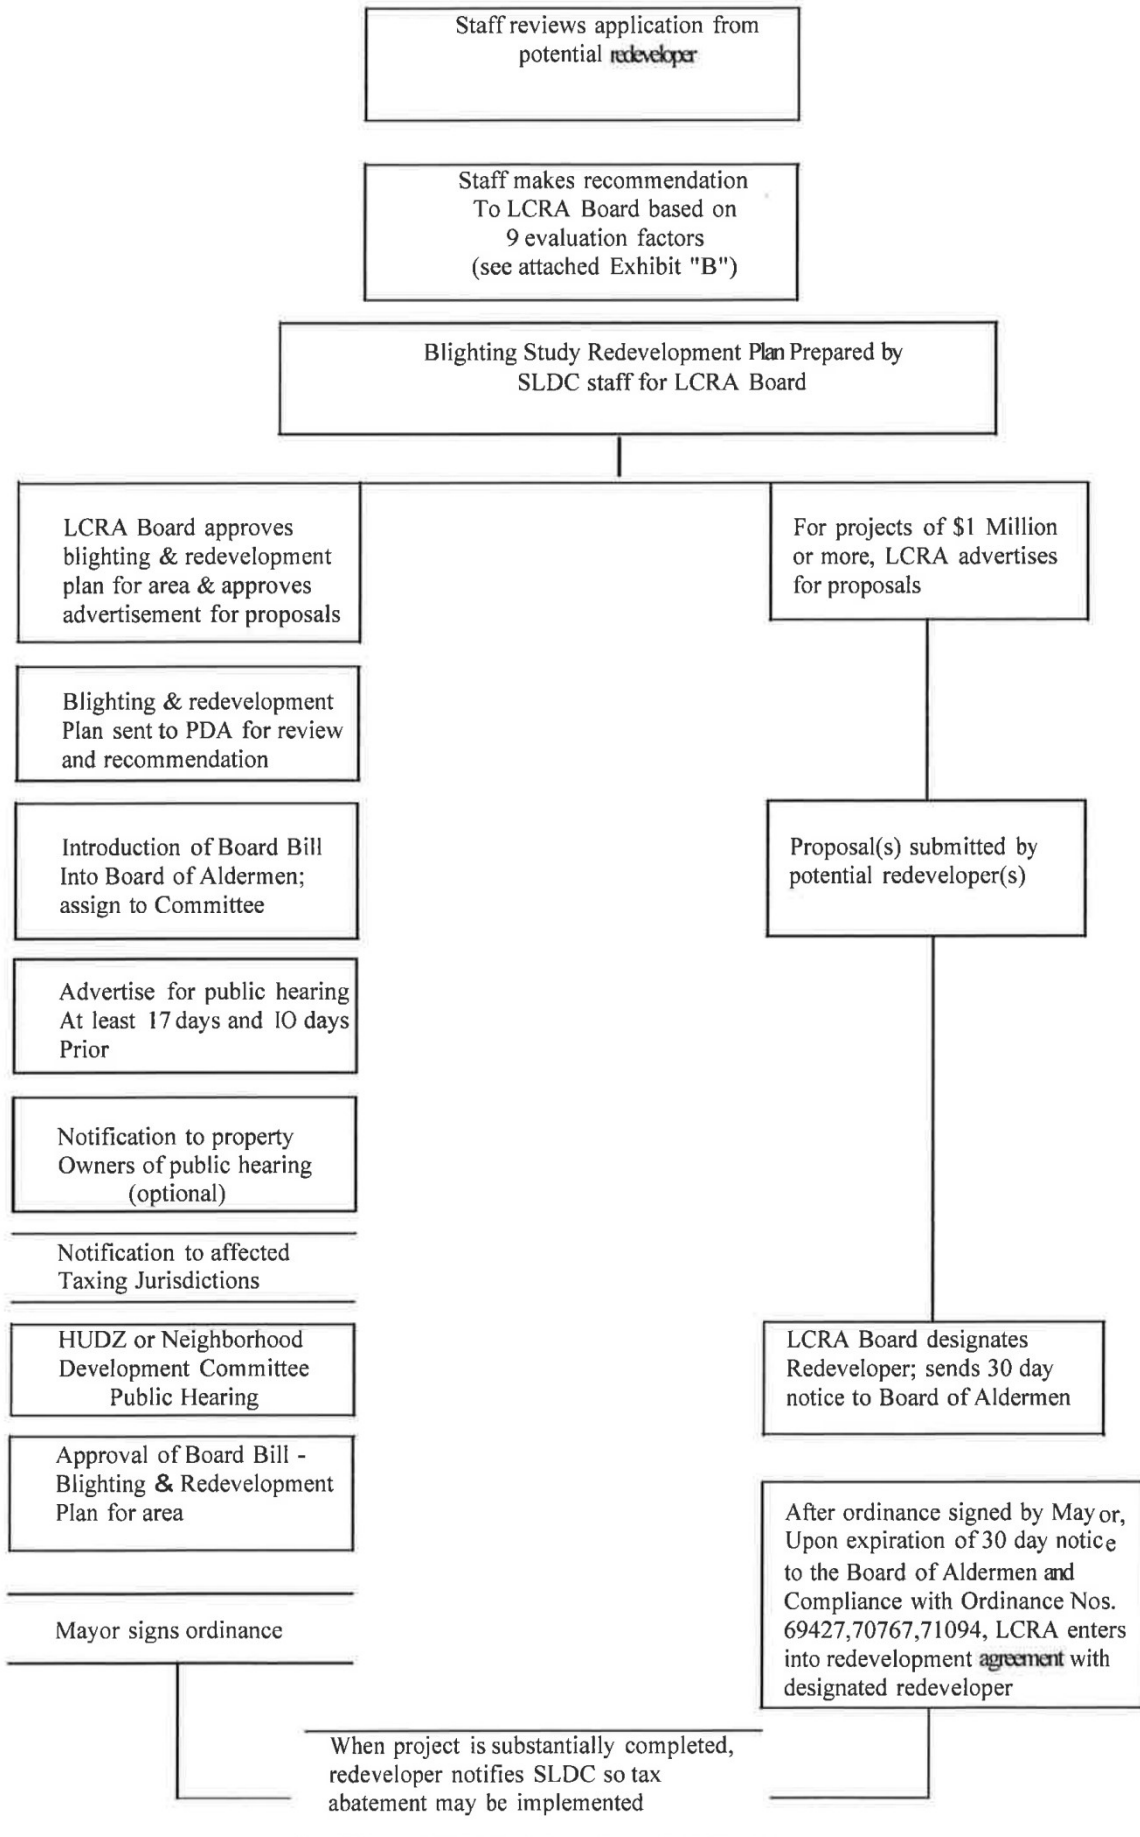 Staff reviews application from
potential redeveloper
Staff makes recommendation
To LCRA Board based on
9 evaluation factors
(see attached Exhibit "B")
Blighting Study Redevelopment Plan Prepared by
SLDC staff for LCRA Board
LCRA Board approves
blighting & redevelopment
plan for area & approves
advertisement for proposals
Blighting & redevelopment
Plan sent to PDA for review
and recommendation
Introduction of Board Bill
Into Board of Aldermen;
assign to Committee
Advertise for public hearing
At least 17 days and IO days
Prior
Notification to property
Owners of public hearing
(optional)
Notification to affected
Taxing Jurisdictions
HUDZ or Neighborhood
Development Committee
Public Hearing
Approval of Board Bill -
Blighting & Redevelopment
Plan for area
Mayor signs ordinance
For projects of $1 Million
or more, LCRA advertises
for proposals
Proposal(s) submitted by
potential redeveloper(s)
LCRA Board designates
Redeveloper; sends 30 day
notice to Board of Aldermen
After ordinance signed by Mayor,
Upon expiration of 30 day notice
to the Board of Aldermen and
Compliance with Ordinance Nos.
69427,70767,71094, LCRA enters
into redevelopment agreement with
designated redeveloper
When project is substantially completed,
redeveloper notifies SLDC so tax
abatement may be implemented